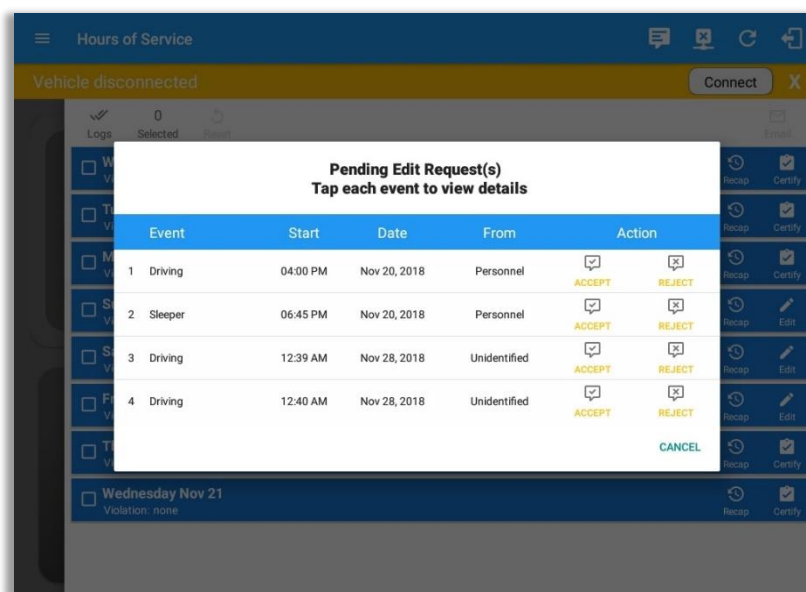 Hours of Service
Vehicle disconnected
Connect
X
Logs
0
Selected
Reset
Email
Pending Edit Request(s)
Tap each event to view details
Event Start Date From Action
1 Driving 04:00 PM Nov 20, 2018 Personnel ACCEPT REJECT
2 Sleeper 06:45 PM Nov 20, 2018 Personnel ACCEPT REJECT
3 Driving 12:39 AM Nov 28, 2018 Unidentified ACCEPT REJECT
4 Driving 12:40 AM Nov 28, 2018 Unidentified ACCEPT REJECT
CANCEL
Recap Certify
Recap Certify
Recap Certify
Recap Edit
Recap Edit
Recap Edit
Recap Certify
Wednesday Nov 21
Violation: none
Recap Certify